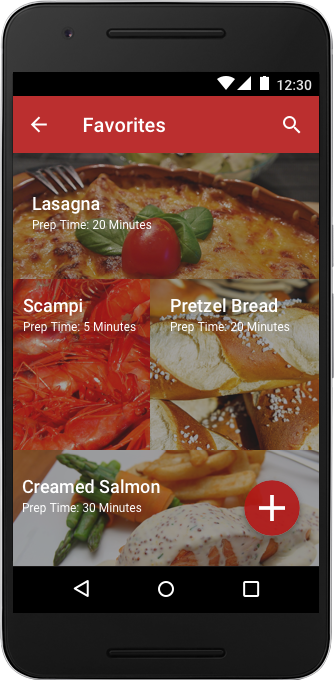 12:30
Favorites
Lasagna
Prep Time: 20 Minutes
Scampi
Prep Time: 5 Minutes
Pretzel Bread
Prep Time: 20 Minutes
Creamed Salmon
Prep Time: 30 Minutes